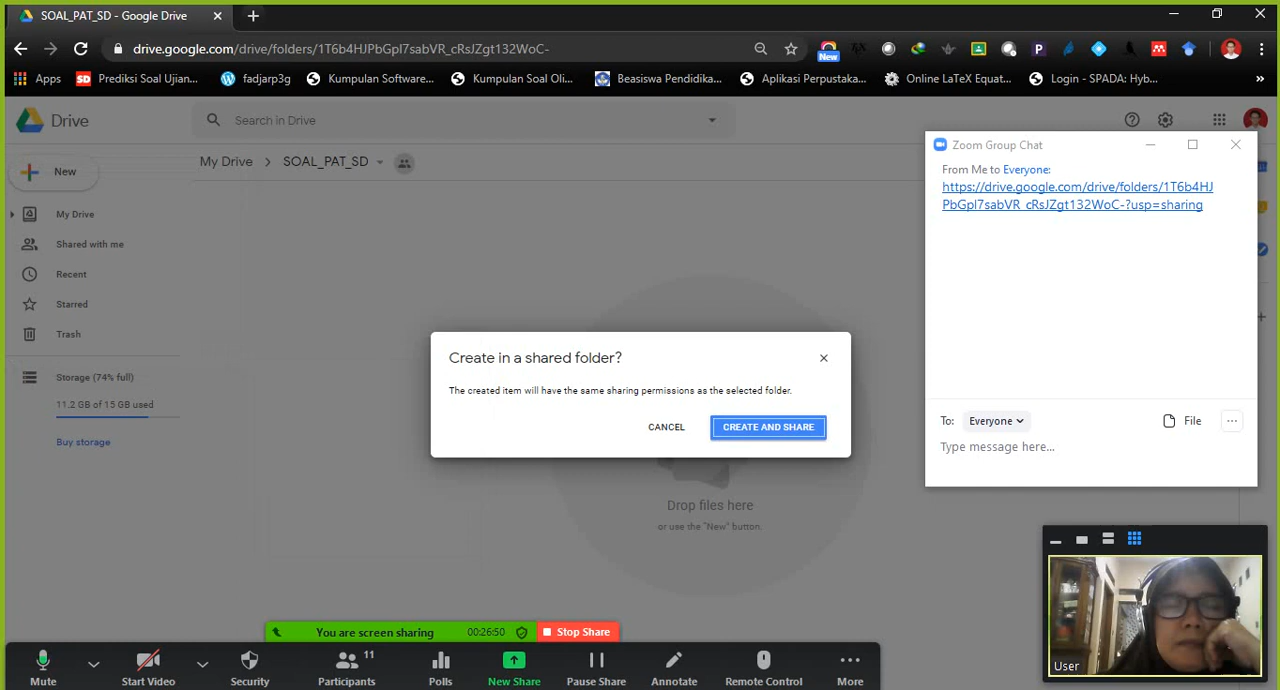 SOAL_PAT_SD - Google Drive
drive.google.com/drive/folders/1T6b4HJPbGpl7sabVR_cRsJZgt132WoC-
New
Apps
Prediksi Soal Ujian...
fadjarp3g
Kumpulan Software...
Kumpulan Soal Oli...
Beasiswa Pendidika...
Aplikasi Perpustaka...
Online LaTeX Equat...
Login - SPADA: Hyb...
Drive
Search in Drive
New
My Drive
SOAL_PAT_SD
My Drive
Shared with me
Recent
Starred
Trash
Storage (74% full)
11.2 GB of 15 GB used
Buy storage
Create in a shared folder?
The created item will have the same sharing permissions as the selected folder.
CANCEL
CREATE AND SHARE
Drop files here
or use the "New" button.
Zoom Group Chat
From Me to Everyone:
https://drive.google.com/drive/folders/1T6b4HJ
PbGpl7sabVR_cRsJZgt132WoC-?usp=sharing
To:
Everyone
File
Type message here...
User
You are screen sharing
00:26:50
Stop Share
Mute
Start Video
Security
11
Participants
Polls
New Share
Pause Share
Annotate
Remote Control
More